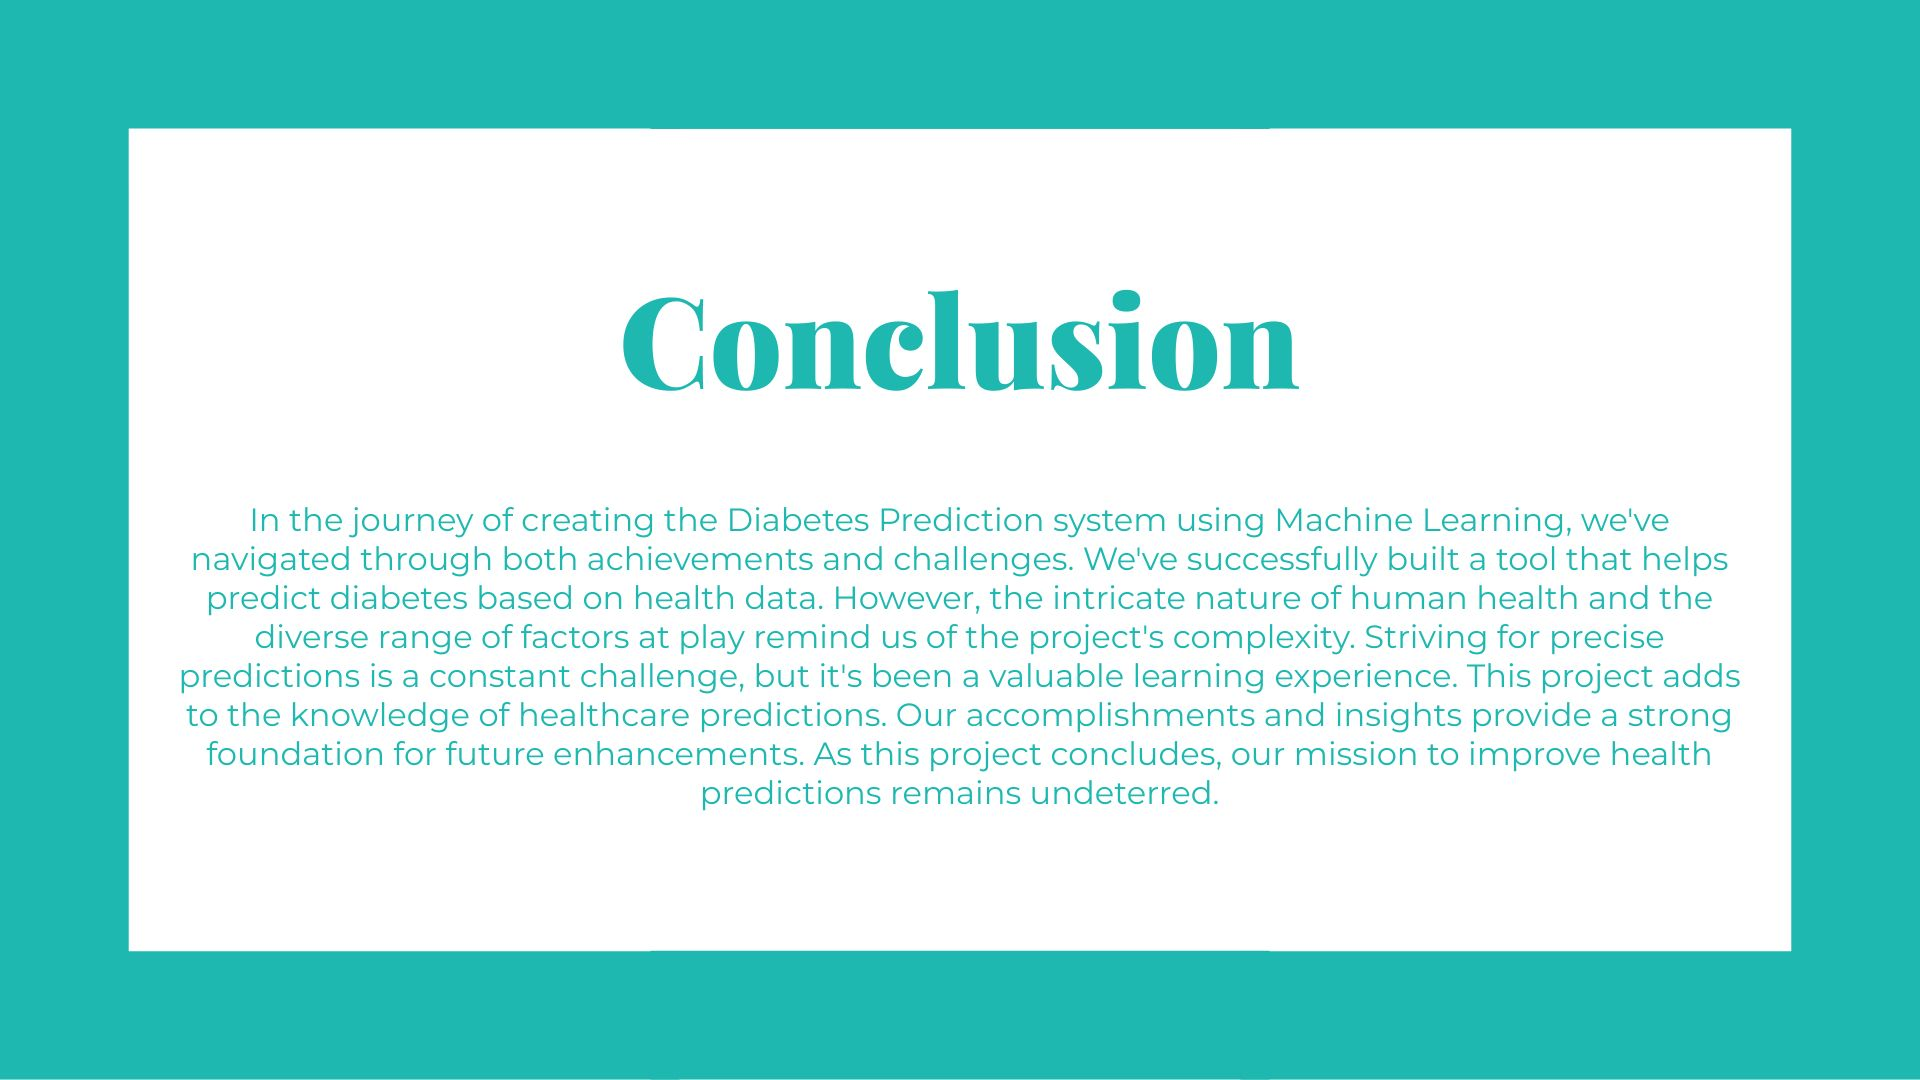 Conclusion
In the journey of creating the Diabetes Prediction system using Machine Learning, we've
navigated through both achievements and challenges. We've successfully built a tool that helps
predict diabetes based on health data. However, the intricate nature of human health and the
diverse range of factors at play remind us of the project's complexity. Striving for precise
predictions is a constant challenge, but it's been a valuable learning experience. This project adds
to the knowledge of healthcare predictions. Our accomplishments and insights provide a strong
foundation for future enhancements. As this project concludes, our mission to improve health
predictions remains undeterred.